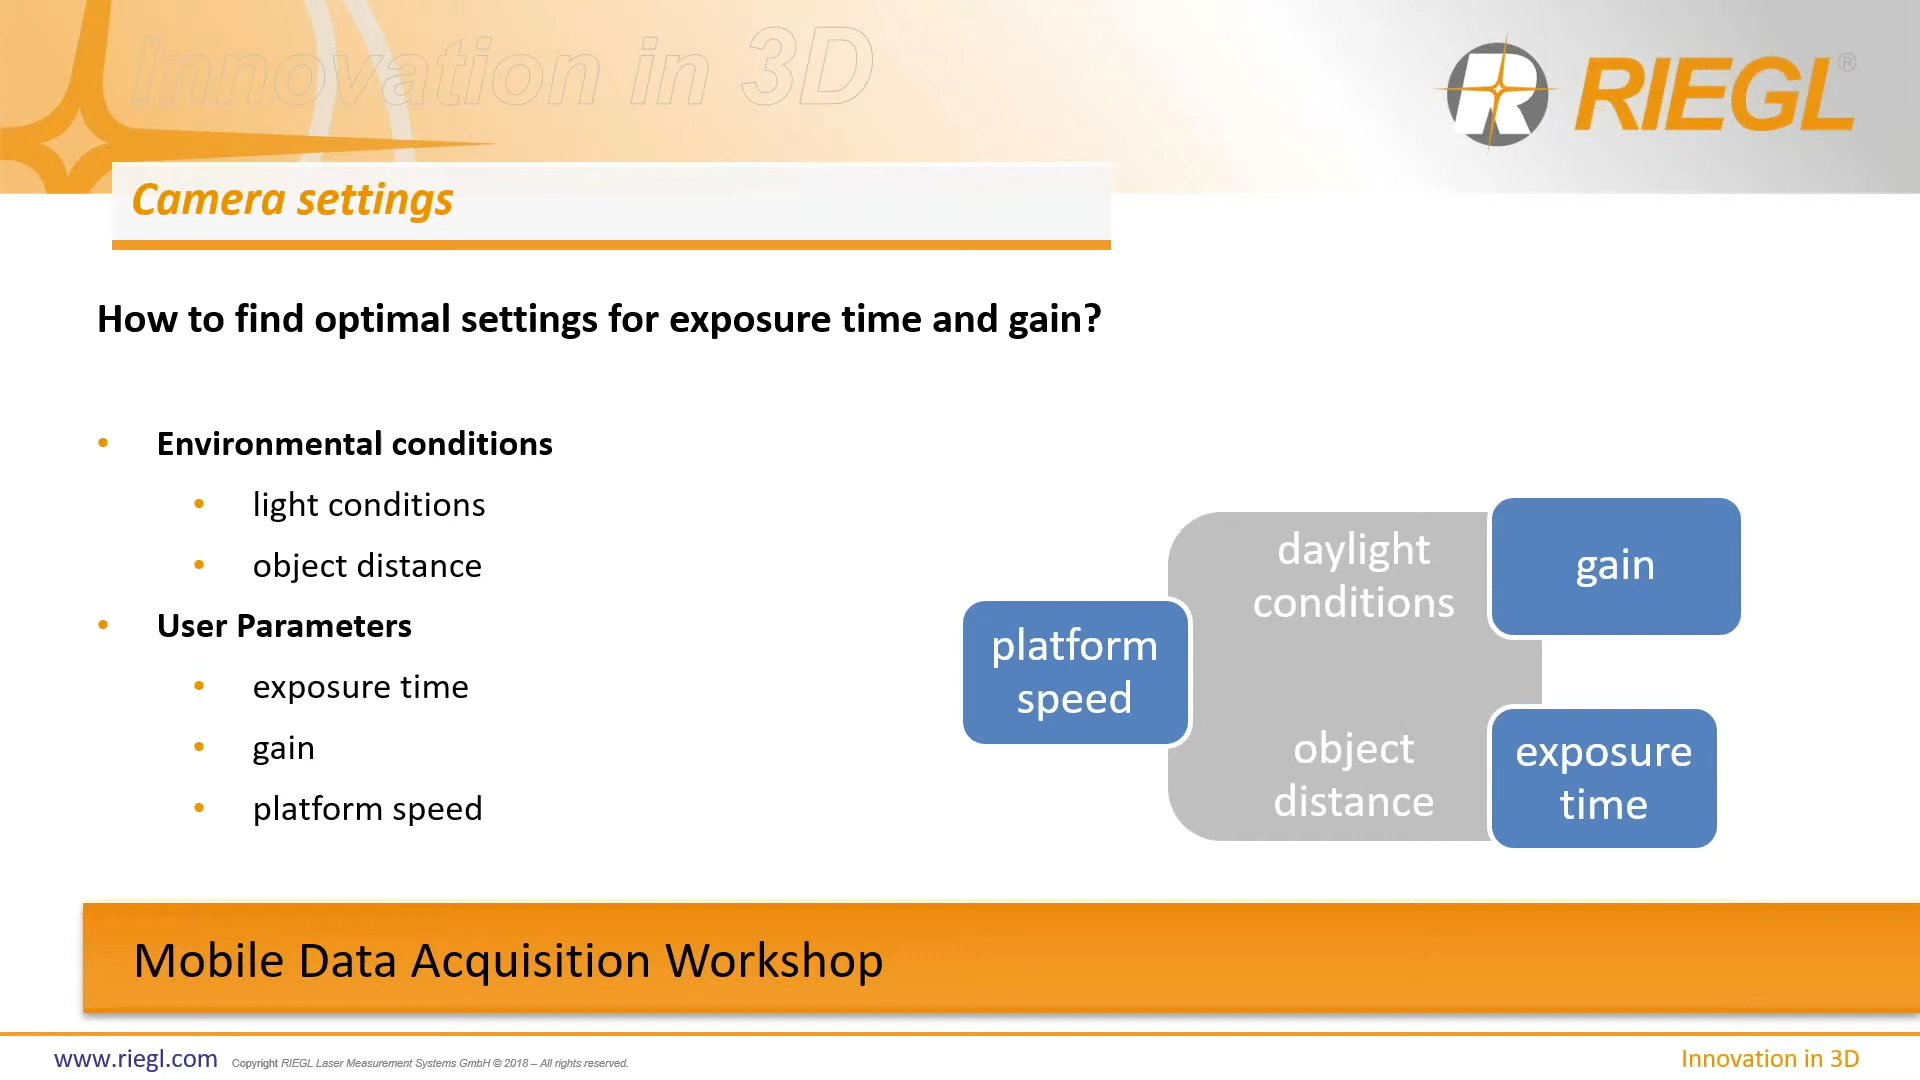 Innovation in 3D
RIEGL®
Camera settings
How to find optimal settings for exposure time and gain?
• Environmental conditions
• light conditions
• object distance
• User Parameters
• exposure time
• gain
• platform speed
platform
speed
daylight
conditions
object
distance
gain
exposure
time
Mobile Data Acquisition Workshop
www.riegl.com Copyright RIEGL Laser Measurement Systems GmbH © 2018 – All rights reserved.
Innovation in 3D